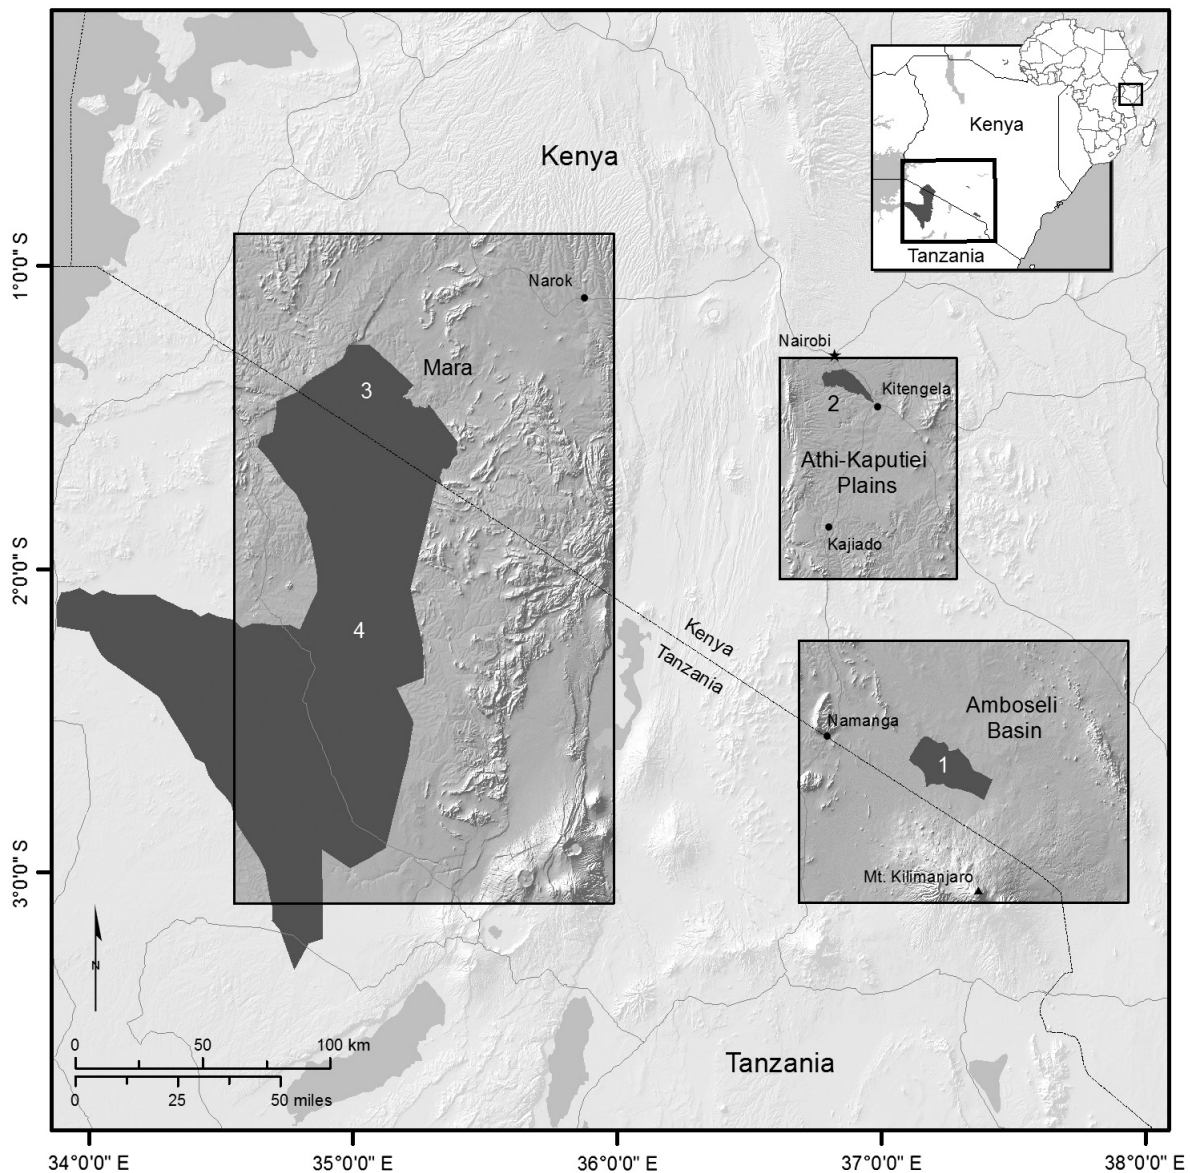 Kenya
Kenya
Tanzania
1°0'0" S
Narok
Nairobi
Mara
3
Kitengela
2
Athi-Kaputiei
Plains
Kajiado
2°0'0" S
4
Kenya
Tanzania
Amboseli
Basin
Namanga
1
3°0'0" S
Mt. Kilimanjaro
N
0 50 100 km
0 25 50 miles
Tanzania
34°0'0" E 35°0'0" E 36°0'0" E 37°0'0" E 38°0'0" E